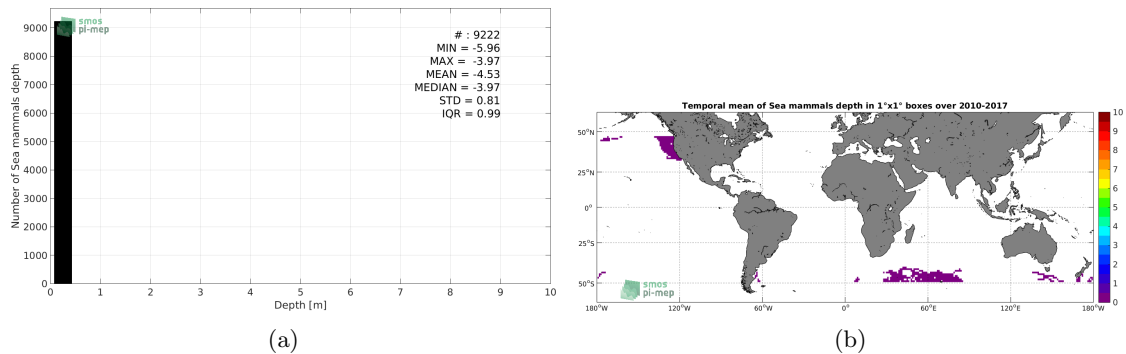 smos
pi-mep
# : 9222
MIN = -5.96
MAX = -3.97
MEAN = -4.53
MEDIAN = -3.97
STD = 0.81
IQR = 0.99
Number of Sea mammals depth
9000
8000
7000
6000
5000
4000
3000
2000
1000
0
0 1 2 3 4 5 6 7 8 9 10
Depth [m]
(a)
Temporal mean of Sea mammals depth in 1°x1° boxes over 2010-2017
50°N
25°N
0°
25°S
50°S
180°W 120°W 60°W 0° 60°E 120°E 180°W
10
9
8
7
6
5
4
3
2
1
0
smos
pi-mep
(b)